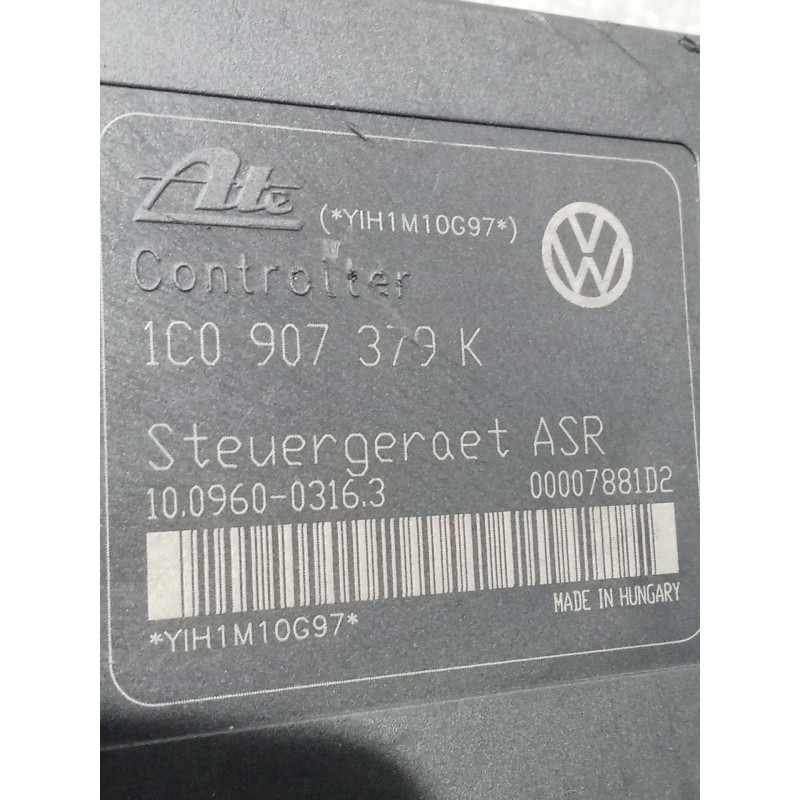 Ate
(*YIH1M10G97*)
Controller
1C0 907 379 K
Steuergeraet ASR
10.0960-0316.3
00007881D2
MADE IN HUNGARY
*YIH1M10G97*